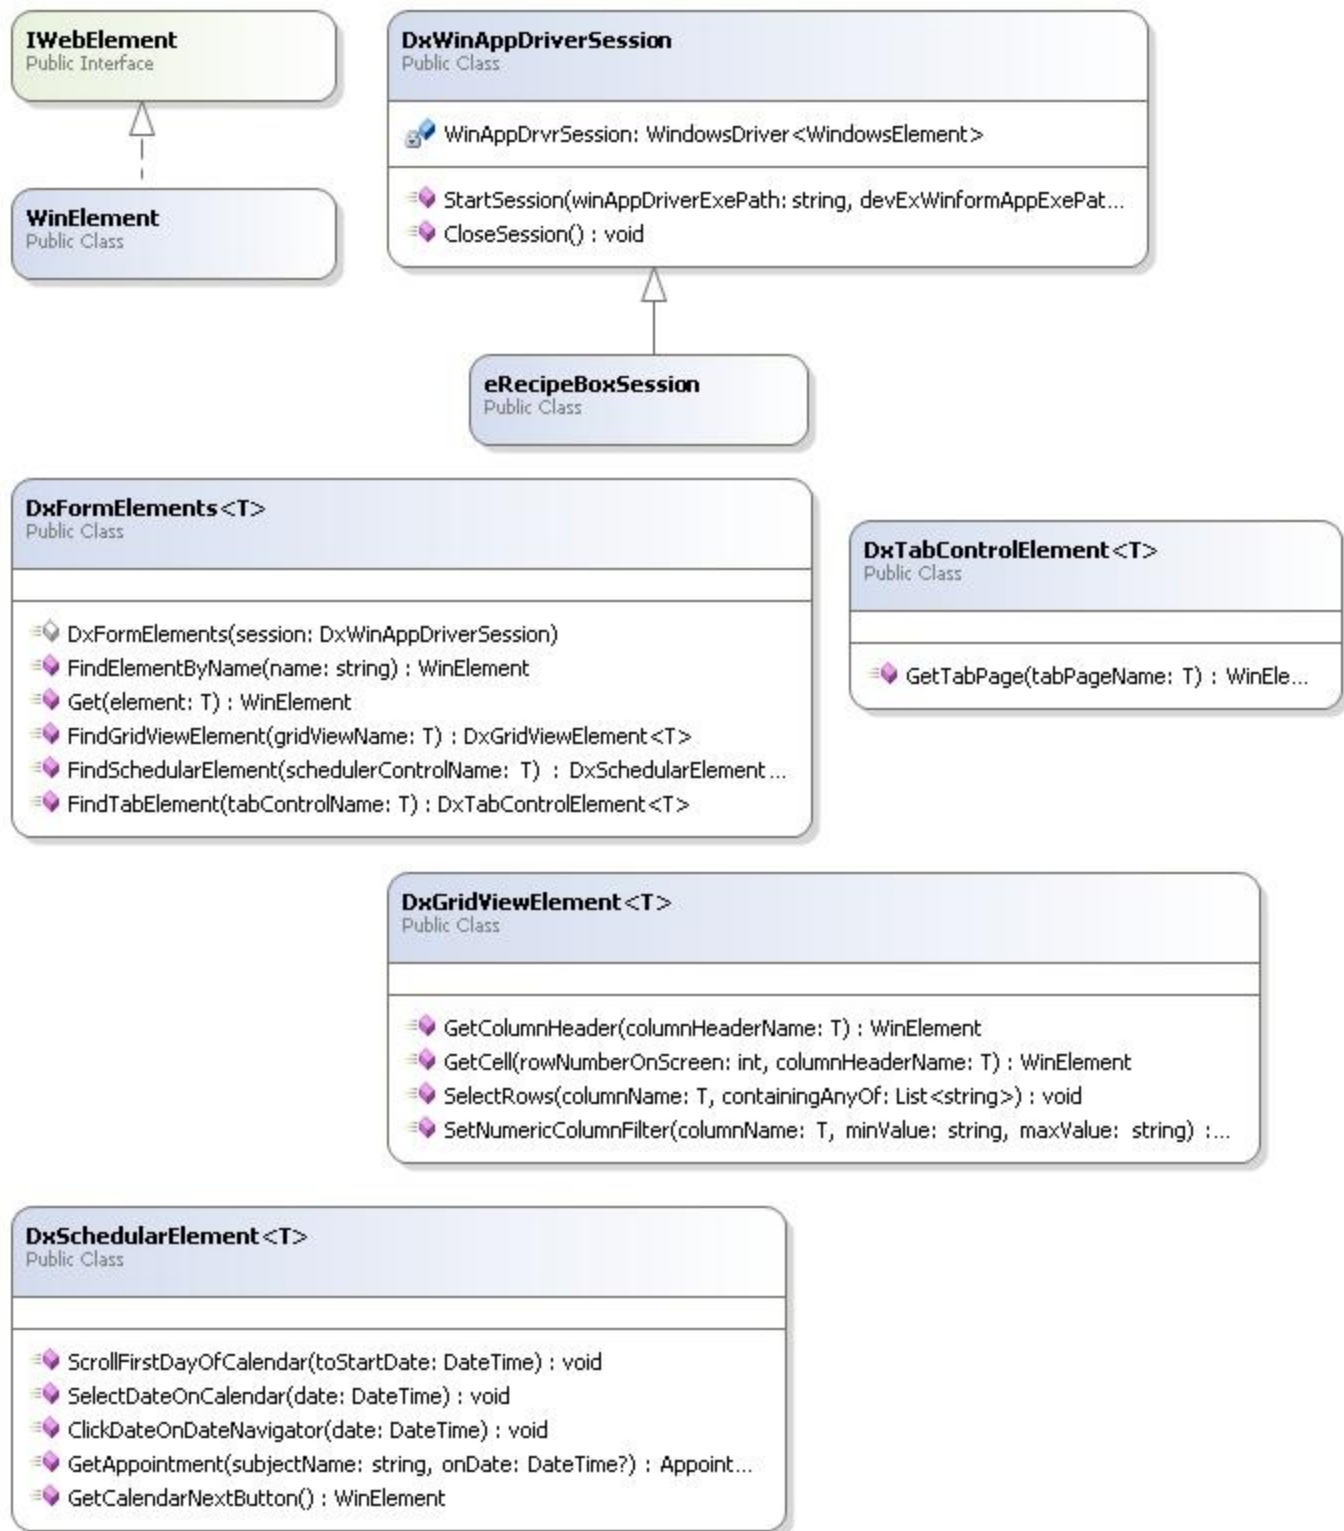 IWebElement
Public Interface
WinElement
Public Class
DxWinAppDriverSession
Public Class
WinAppDrvrSession: WindowsDriver<WindowsElement>
StartSession(winAppDriverExePath: string, devExWinformAppExePat...
CloseSession() : void
eRecipeBoxSession
Public Class
DxFormElements<T>
Public Class
DxFormElements(session: DxWinAppDriverSession)
FindElementByName(name: string) : WinElement
Get(element: T) : WinElement
FindGridViewElement(gridViewName: T) : DxGridViewElement<T>
FindSchedularElement(schedulerControlName: T) : DxSchedularElement...
FindTabElement(tabControlName: T) : DxTabControlElement<T>
DxTabControlElement<T>
Public Class
GetTabPage(tabPageName: T) : WinEle...
DxGridViewElement<T>
Public Class
GetColumnHeader(columnHeaderName: T) : WinElement
GetCell(rowNumberOnScreen: int, columnHeaderName: T) : WinElement
SelectRows(columnName: T, containingAnyOf: List<string>) : void
SetNumericColumnFilter(columnName: T, minValue: string, maxValue: string) :...
DxSchedularElement<T>
Public Class
ScrollFirstDayOfCalendar(toStartDate: DateTime) : void
SelectDateOnCalendar(date: DateTime) : void
ClickDateOnDateNavigator(date: DateTime) : void
GetAppointment(subjectName: string, onDate: DateTime?) : Appoint...
GetCalendarNextButton() : WinElement